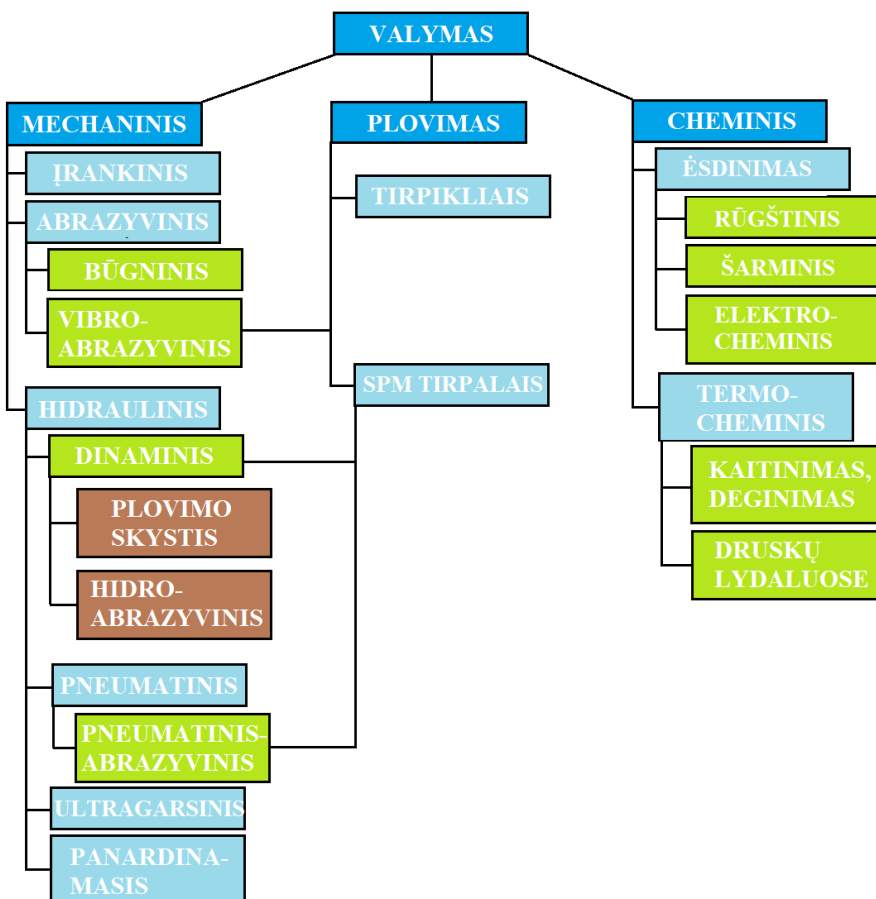 VALYMAS
MECHANINIS
ĮRANKINIS
ABRAZYVINIS
BŪGNINIS
VIBRO-
ABRAZYVINIS
HIDRAULINIS
DINAMINIS
PLOVIMO
SKYSTIS
HIDRO-
ABRAZYVINIS
PNEUMATINIS
PNEUMATINIS-
ABRAZYVINIS
ULTRAGARSINIS
PANARDINA-
MASIS
PLOVIMAS
TIRPIKLIAIS
SPM TIRPALAIS
CHEMINIS
ĖSDINIMAS
RŪGŠTINIS
ŠARMINIS
ELEKTRO-
CHEMINIS
TERMO-
CHEMINIS
KAITINIMAS,
DEGINIMAS
DRUSKŲ
LYDALUOSE